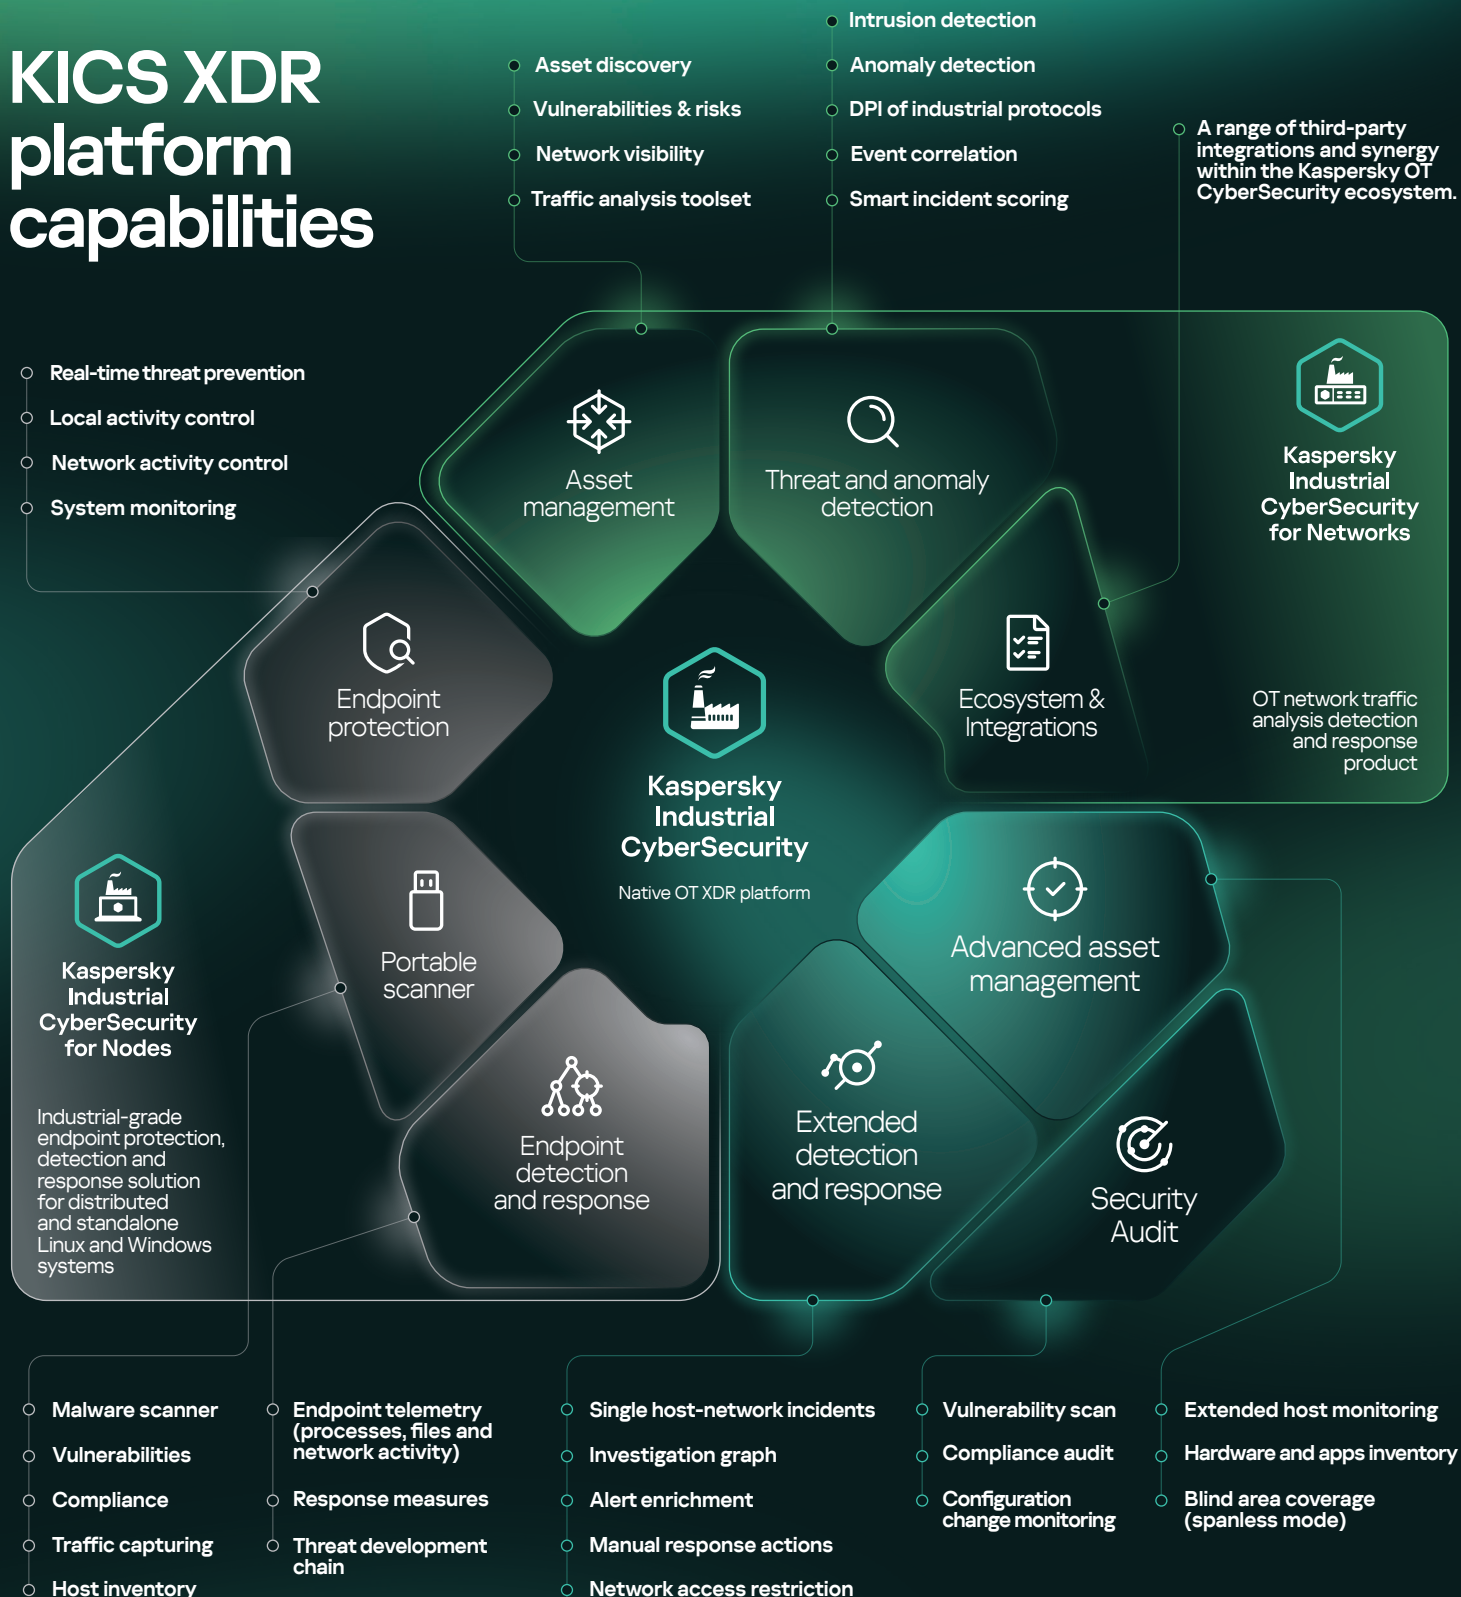 KICS XDR
platform
capabilities
Asset discovery
Vulnerabilities & risks
Network visibility
Traffic analysis toolset
Intrusion detection
Anomaly detection
DPI of industrial protocols
Event correlation
Smart incident scoring
A range of third-party
integrations and synergy
within the Kaspersky OT
CyberSecurity ecosystem.
Real-time threat prevention
Local activity control
Network activity control
System monitoring
Asset
management
Threat and anomaly
detection
Kaspersky
Industrial
CyberSecurity
for Networks
Endpoint
protection
Ecosystem &
Integrations
OT network traffic
analysis detection
and response
product
Kaspersky
Industrial
CyberSecurity
Native OT XDR platform
Kaspersky
Industrial
CyberSecurity
for Nodes
Industrial-grade
endpoint protection,
detection and
response solution
for distributed
and standalone
Linux and Windows
systems
Portable
scanner
Advanced asset
management
Endpoint
detection
and response
Extended
detection
and response
Security
Audit
Malware scanner
Vulnerabilities
Compliance
Traffic capturing
Host inventory
Endpoint telemetry
(processes, files and
network activity)
Response measures
Threat development
chain
Single host-network incidents
Investigation graph
Alert enrichment
Manual response actions
Network access restriction
Vulnerability scan
Compliance audit
Configuration
change monitoring
Extended host monitoring
Hardware and apps inventory
Blind area coverage
(spanless mode)